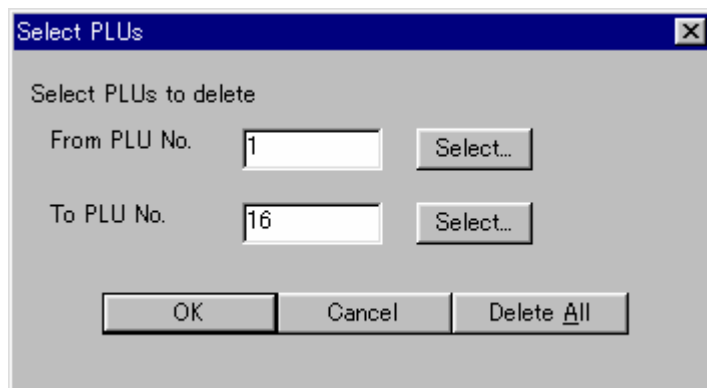 Select PLUs
Select PLUs to delete
From PLU No. 1 Select...
To PLU No. 16 Select...
OK Cancel Delete All